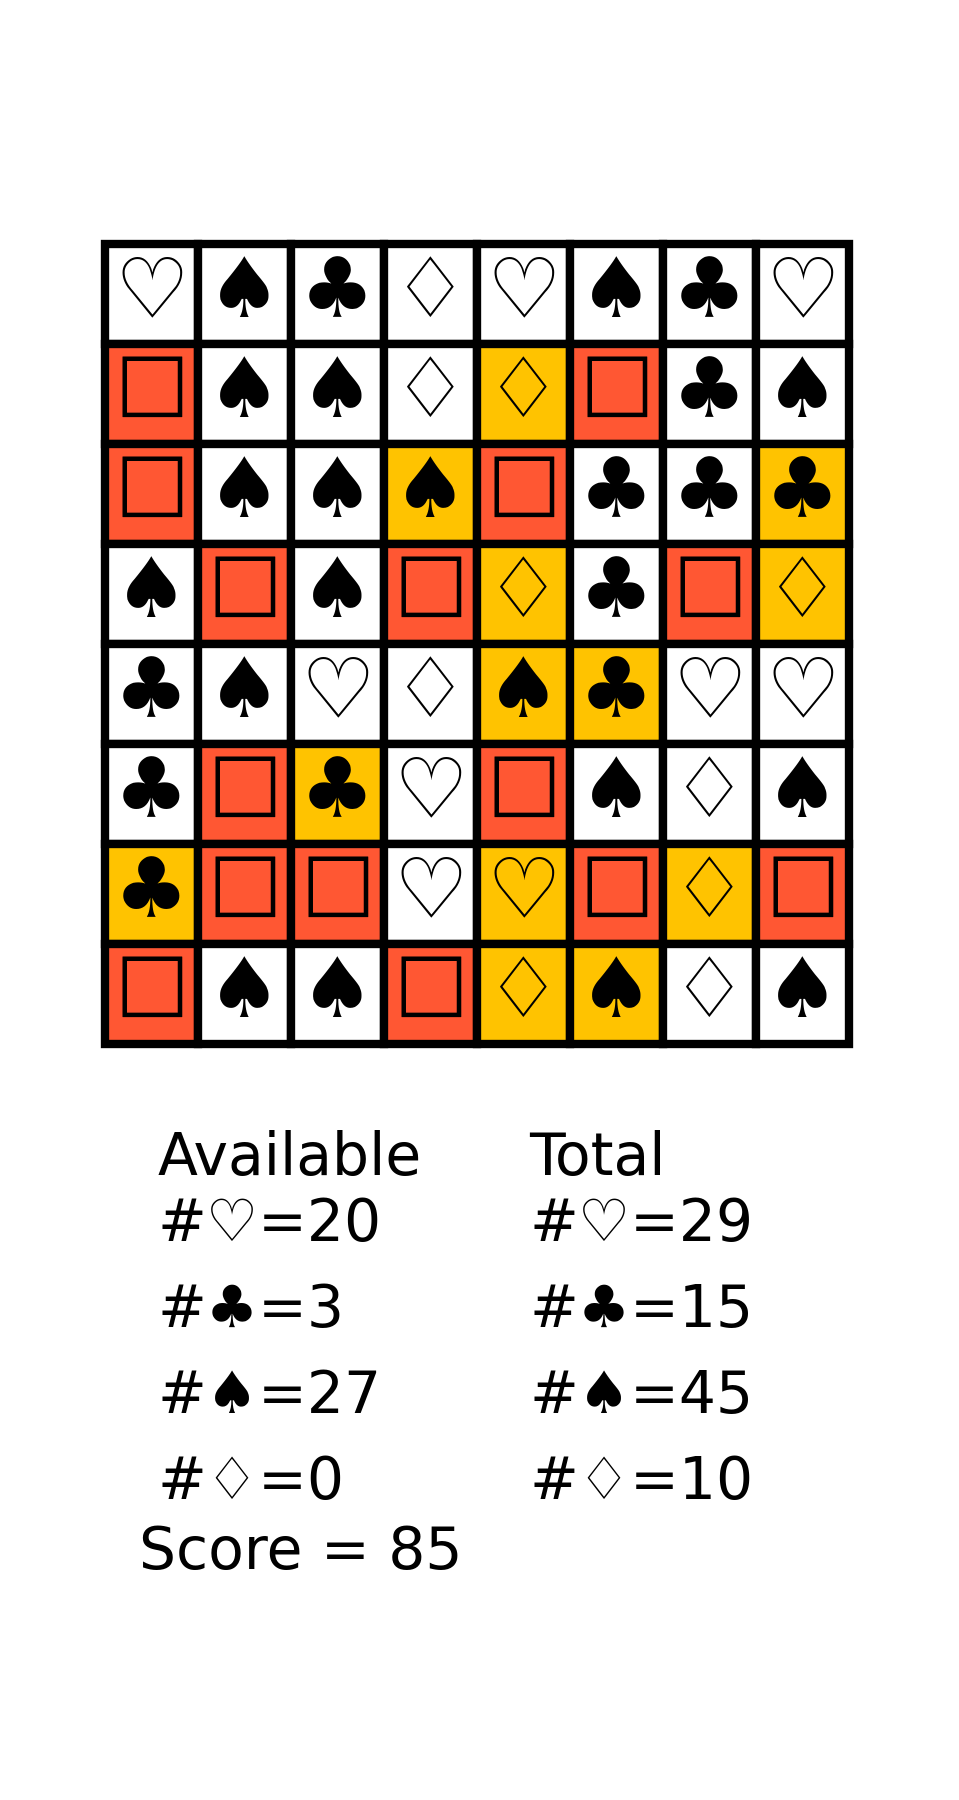 ♡ ♠ ♣ ♢ ♡ ♠ ♣ ♡
□ ♠ ♠ ♢ ♢ □ ♣ ♠
□ ♠ ♠ ♠ □ ♣ ♣ ♣
♠ □ ♠ □ ♢ ♣ □ ♢
♣ ♠ ♡ ♢ ♠ ♣ ♡ ♡
♣ □ ♣ ♡ □ ♠ ♢ ♠
♣ □ □ ♡ ♡ □ ♢ □
□ ♠ ♠ □ ♢ ♠ ♢ ♠
Available Total
#♡=20 #♡=29
#♣=3 #♣=15
#♠=27 #♠=45
#♢=0 #♢=10
Score = 85